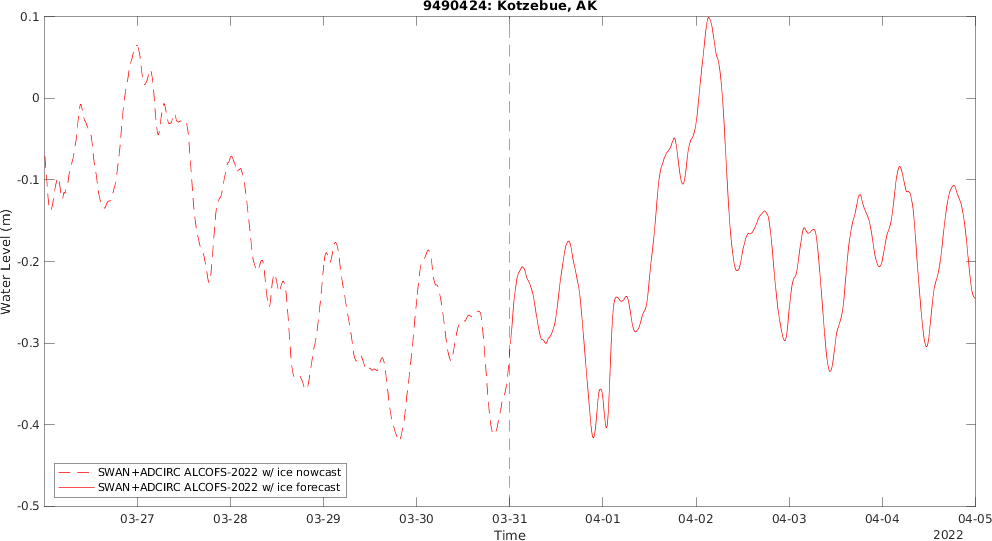 9490424: Kotzebue, AK
0.1
0
-0.1
-0.2
-0.3
-0.4
-0.5
Water Level (m)
SWAN+ADCIRC ALCOFS-2022 w/ ice nowcast
SWAN+ADCIRC ALCOFS-2022 w/ ice forecast
03-27 03-28 03-29 03-30 03-31 04-01 04-02 04-03 04-04 04-05
Time
2022